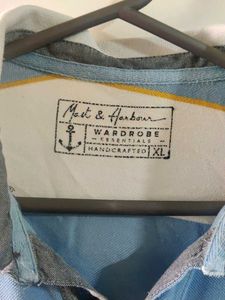 Mast & Harbour
WARDROBE
ESSENTIALS
HANDCRAFTED XL